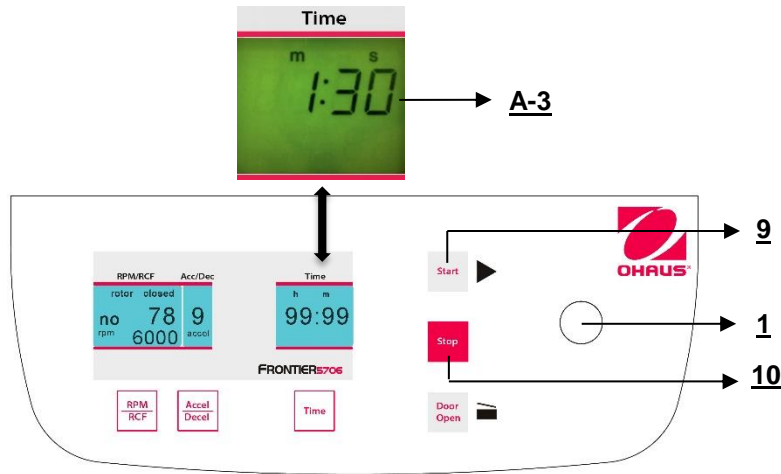 Time
m s
1:30
A-3
OHAUS
RPM/RCF Acc/Dec
rotor closed
no 78 9
rpm 6000 accel
Time
h m
99:99
FRONTIER5706
RPM
RCF
Accel
Decel
Time
Start
Stop
Door
Open
9
1
10